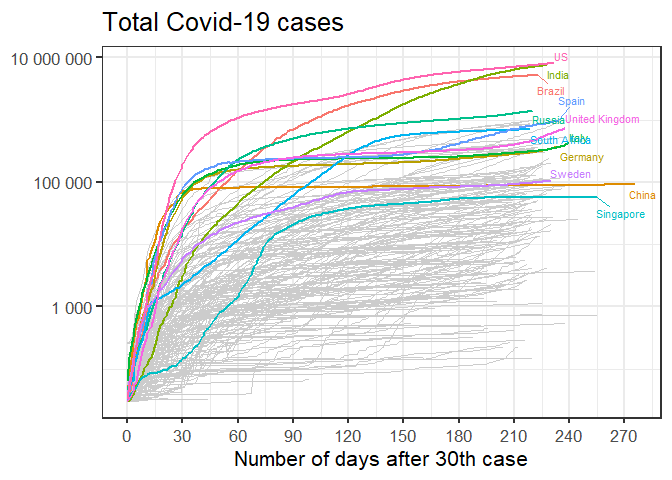 Total Covid-19 cases
10 000 000
100 000
1 000
US
India
Brazil
Spain
United Kingdom
Russia
Italy
South Africa
Germany
Sweden
China
Singapore
0 30 60 90 120 150 180 210 240 270
Number of days after 30th case